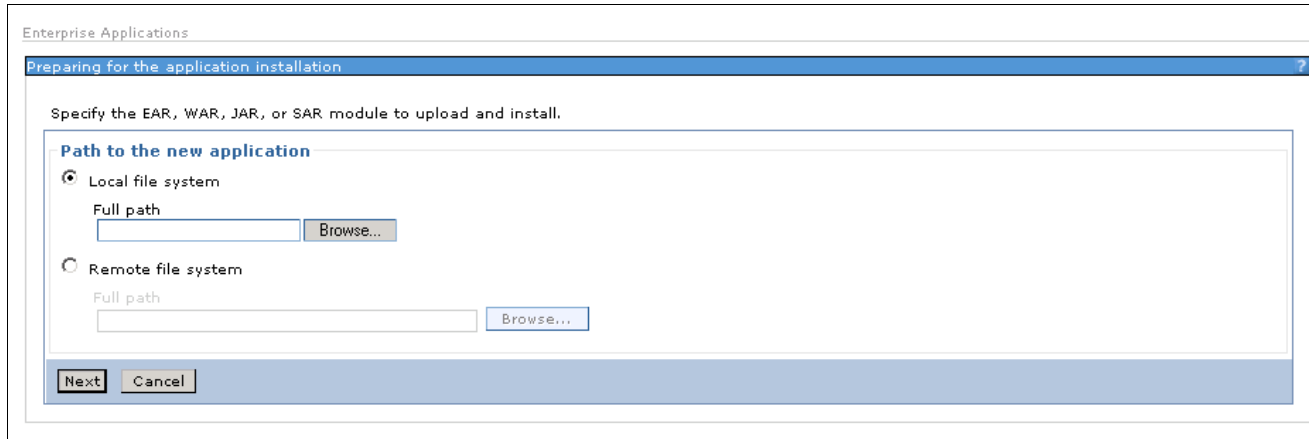 Enterprise Applications
Preparing for the application installation ?
Specify the EAR, WAR, JAR, or SAR module to upload and install.
Path to the new application
Local file system
Full path
Browse...
Remote file system
Full path
Browse...
Next Cancel